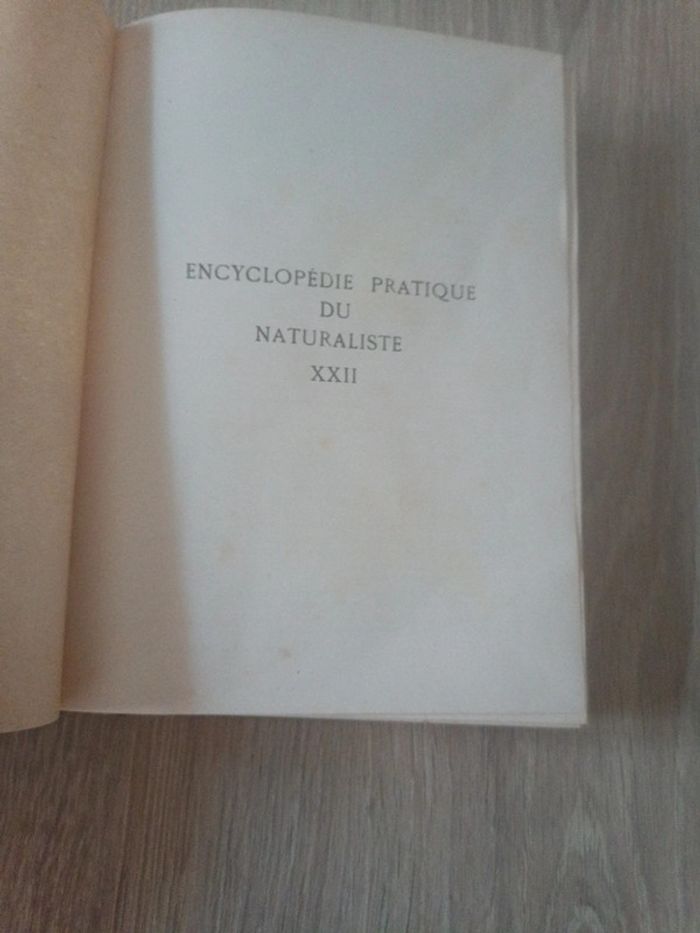 ENCYCLOPÉDIE PRATIQUE
DU
NATURALISTE
XXII